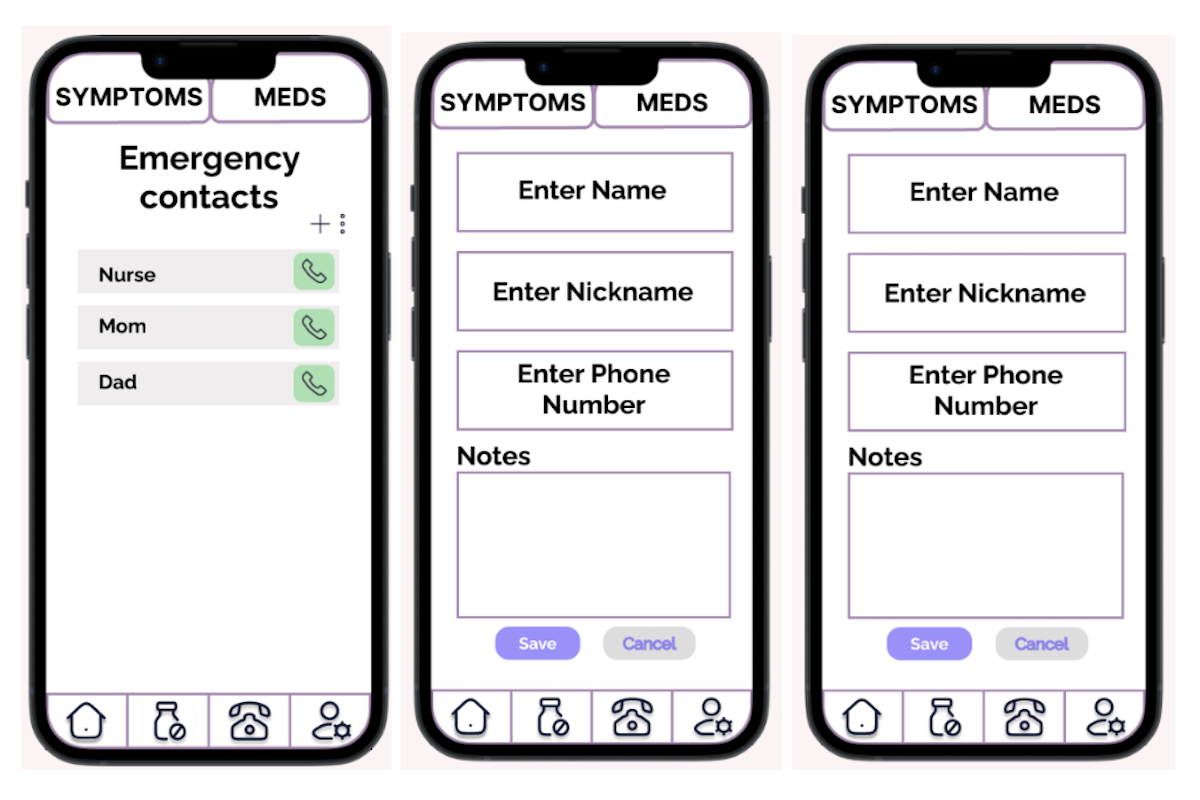 SYMPTOMS MEDS
Emergency
contacts
Nurse
Mom
Dad
SYMPTOMS MEDS
Enter Name
Enter Nickname
Enter Phone
Number
Notes
Save Cancel
SYMPTOMS MEDS
Enter Name
Enter Nickname
Enter Phone
Number
Notes
Save Cancel